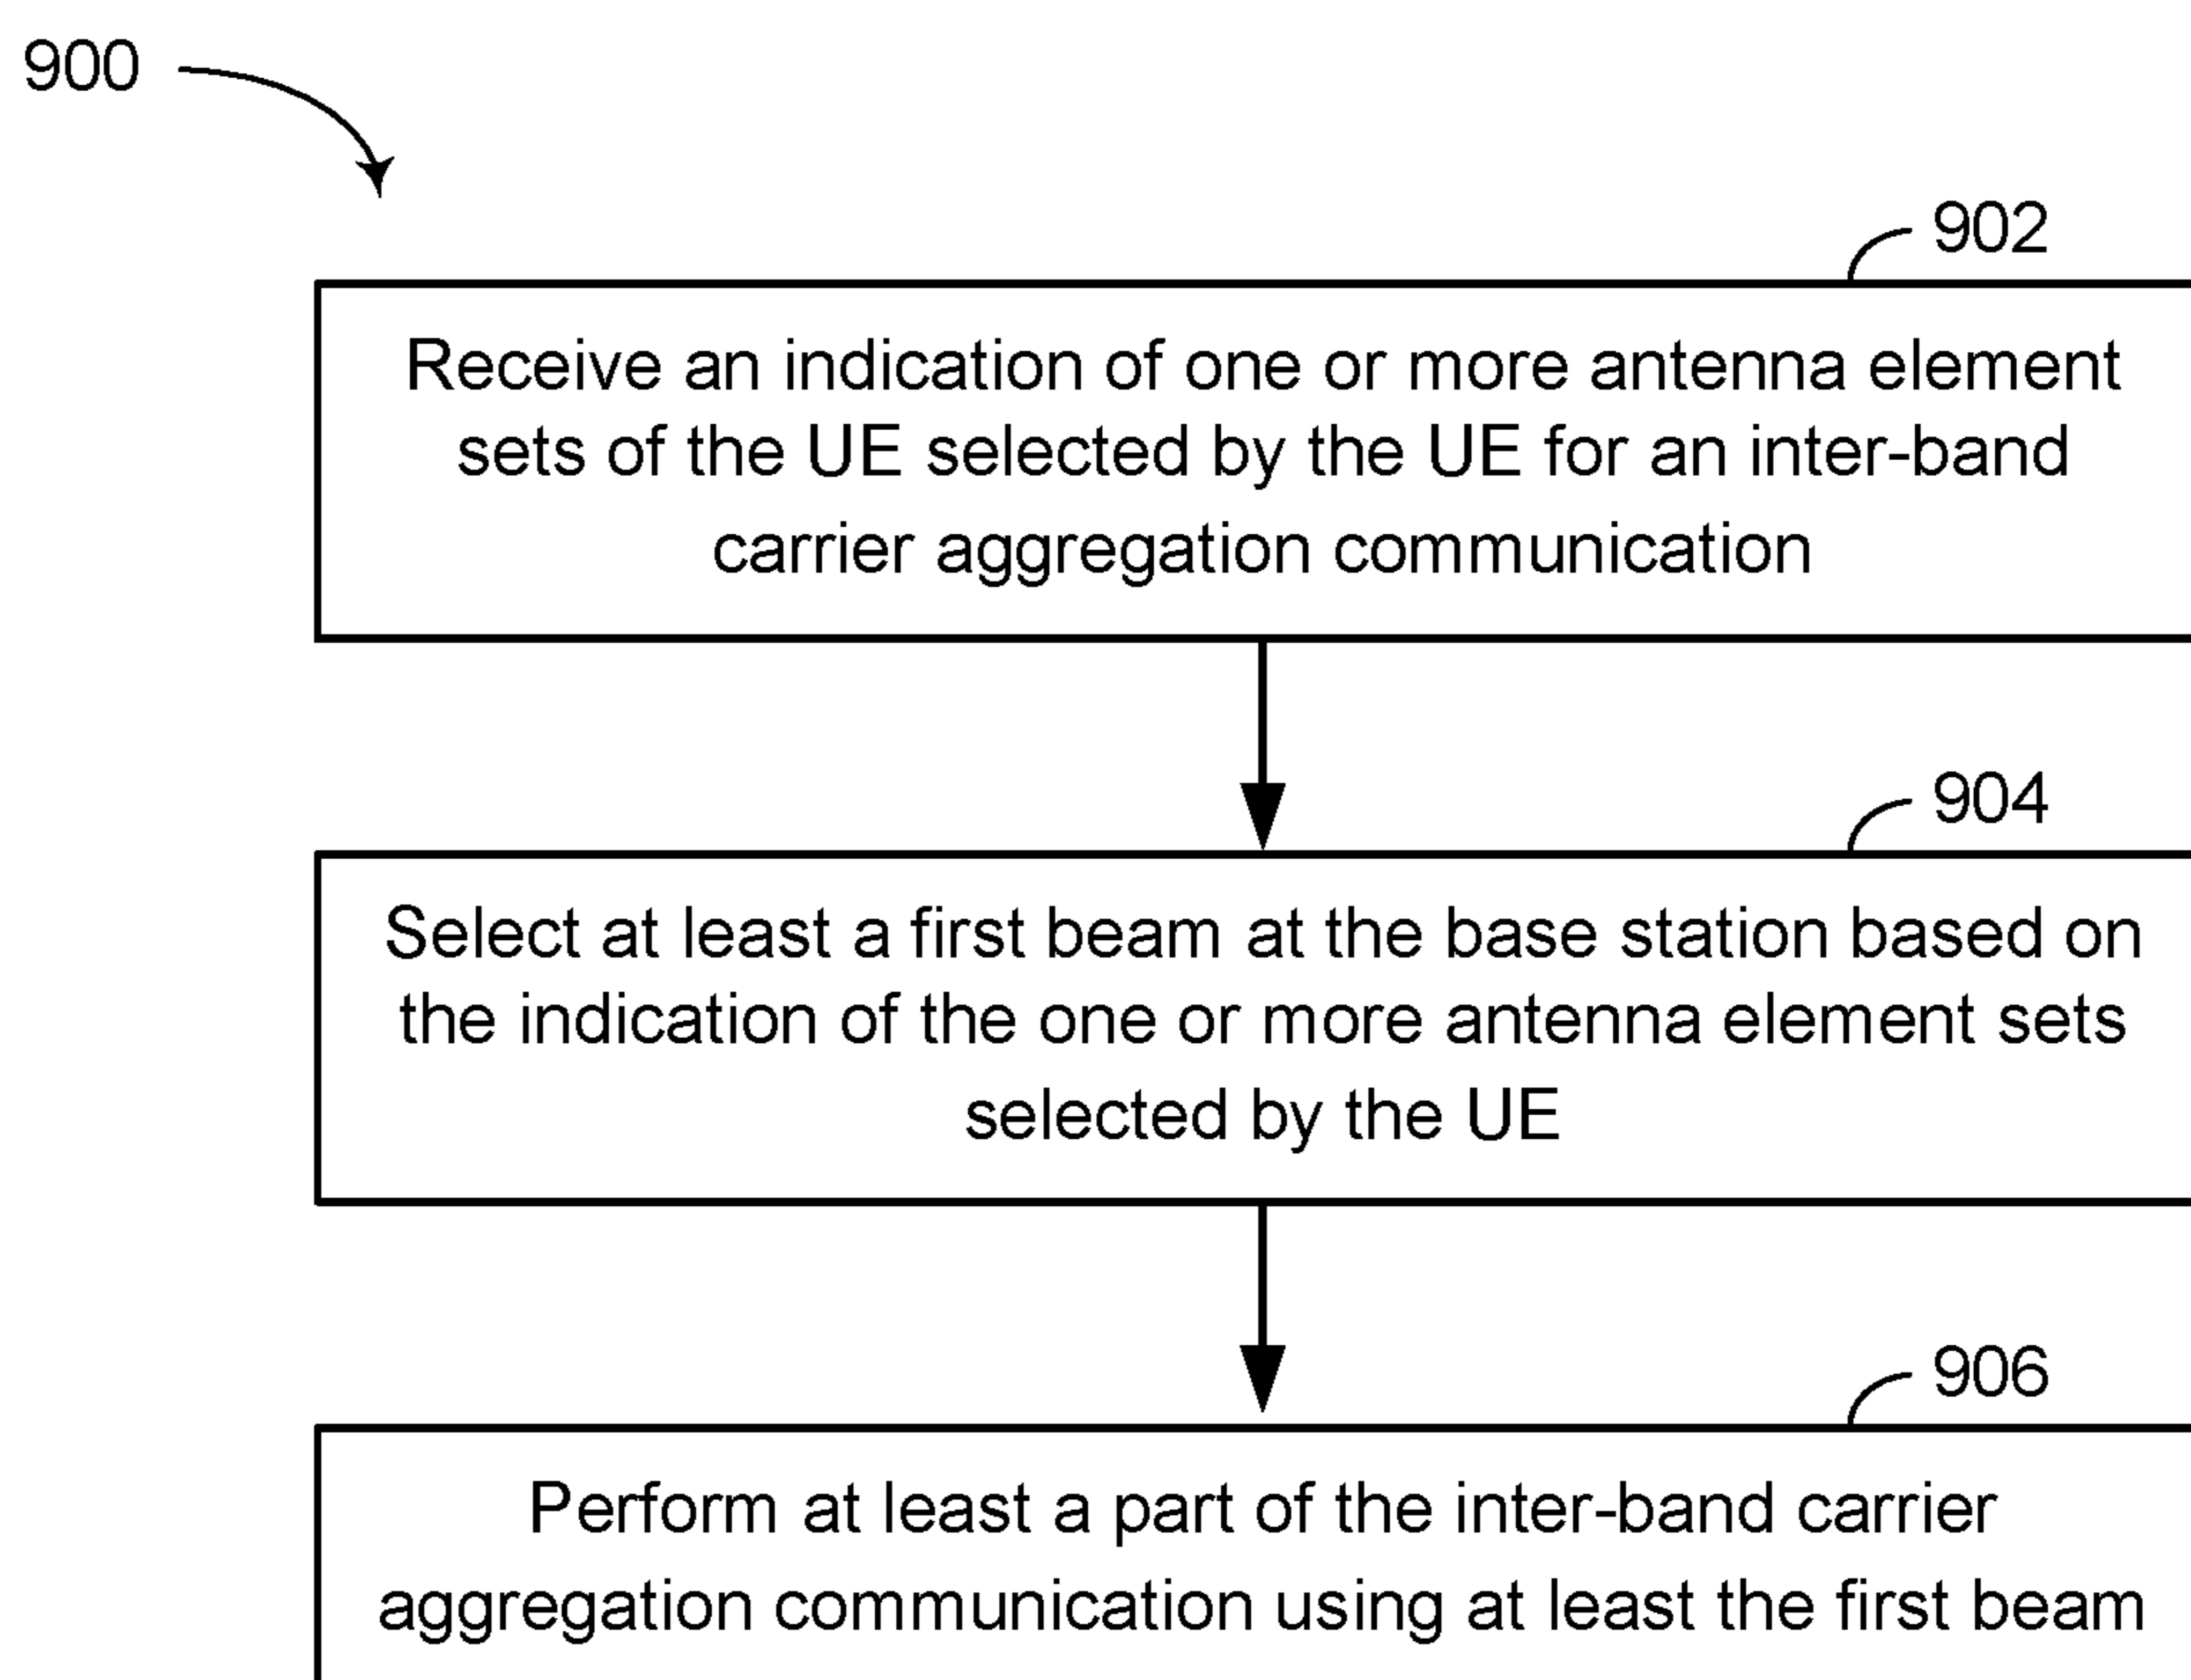 900
902
Receive an indication of one or more antenna element
sets of the UE selected by the UE for an inter-band
carrier aggregation communication
904
Select at least a first beam at the base station based on
the indication of the one or more antenna element sets
selected by the UE
906
Perform at least a part of the inter-band carrier
aggregation communication using at least the first beam